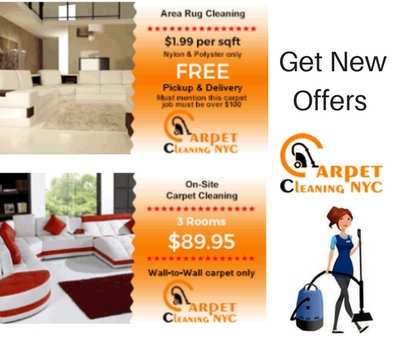 Area Rug Cleaning
$1.99 per sqft
Nylon & Polyster only
FREE
Pickup & Delivery
Must mention this carpet
job must be over $100
CARPET
CLEANING NYC
On-Site
Carpet Cleaning
3 Rooms
$89.95
Wall-to-Wall carpet only
CARPET
CLEANING NYC
Get New
Offers
CARPET
CLEANING NYC